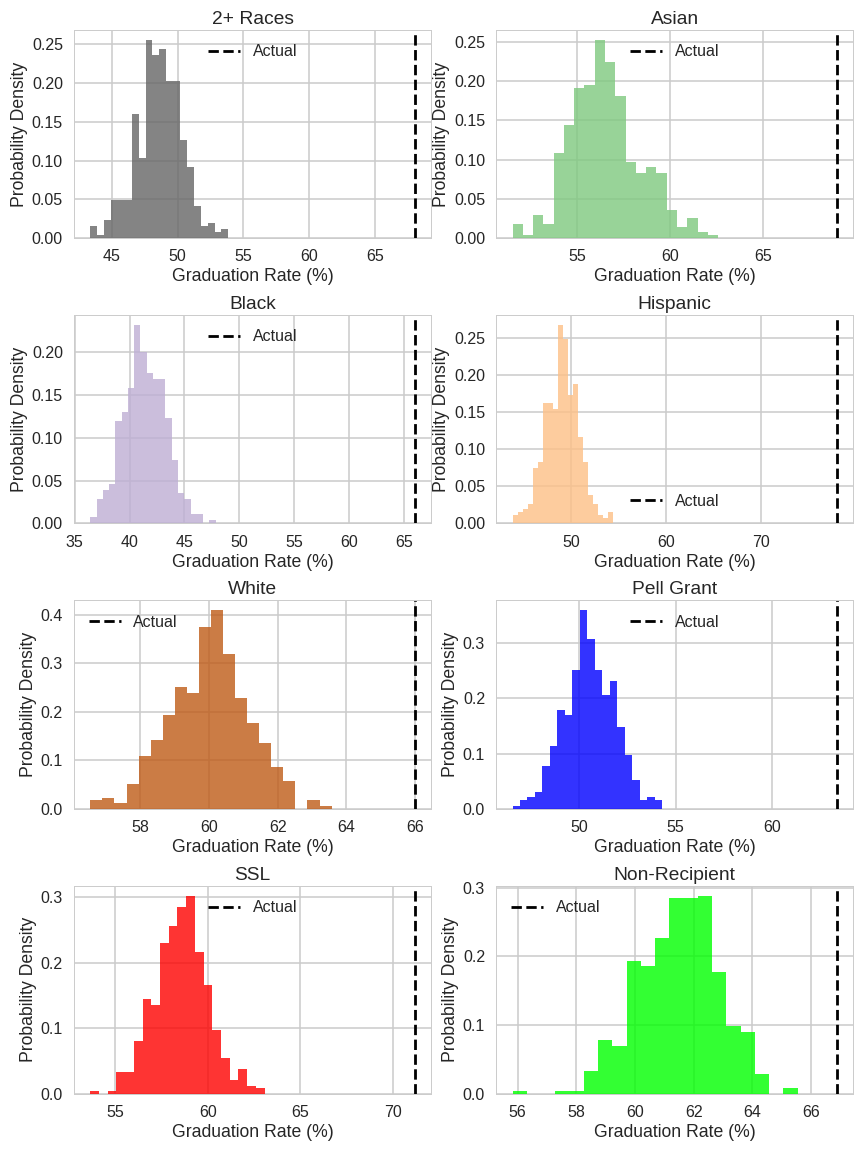 2+ Races
Asian
0.25
0.20
0.15
0.10
0.05
0.00
Probability Density
Actual
45 50 55 60 65
Graduation Rate (%)
0.25
0.20
0.15
0.10
0.05
0.00
Probability Density
Actual
55 60 65
Graduation Rate (%)
Black
Hispanic
0.20
0.15
0.10
0.05
0.00
Probability Density
Actual
35 40 45 50 55 60 65
Graduation Rate (%)
0.25
0.20
0.15
0.10
0.05
0.00
Probability Density
Actual
50 60 70
Graduation Rate (%)
White
Pell Grant
0.4
0.3
0.2
0.1
0.0
Probability Density
Actual
58 60 62 64 66
Graduation Rate (%)
0.3
0.2
0.1
0.0
Probability Density
Actual
50 55 60
Graduation Rate (%)
SSL
Non-Recipient
0.3
0.2
0.1
0.0
Probability Density
Actual
55 60 65 70
Graduation Rate (%)
0.3
0.2
0.1
0.0
Probability Density
Actual
56 58 60 62 64 66
Graduation Rate (%)